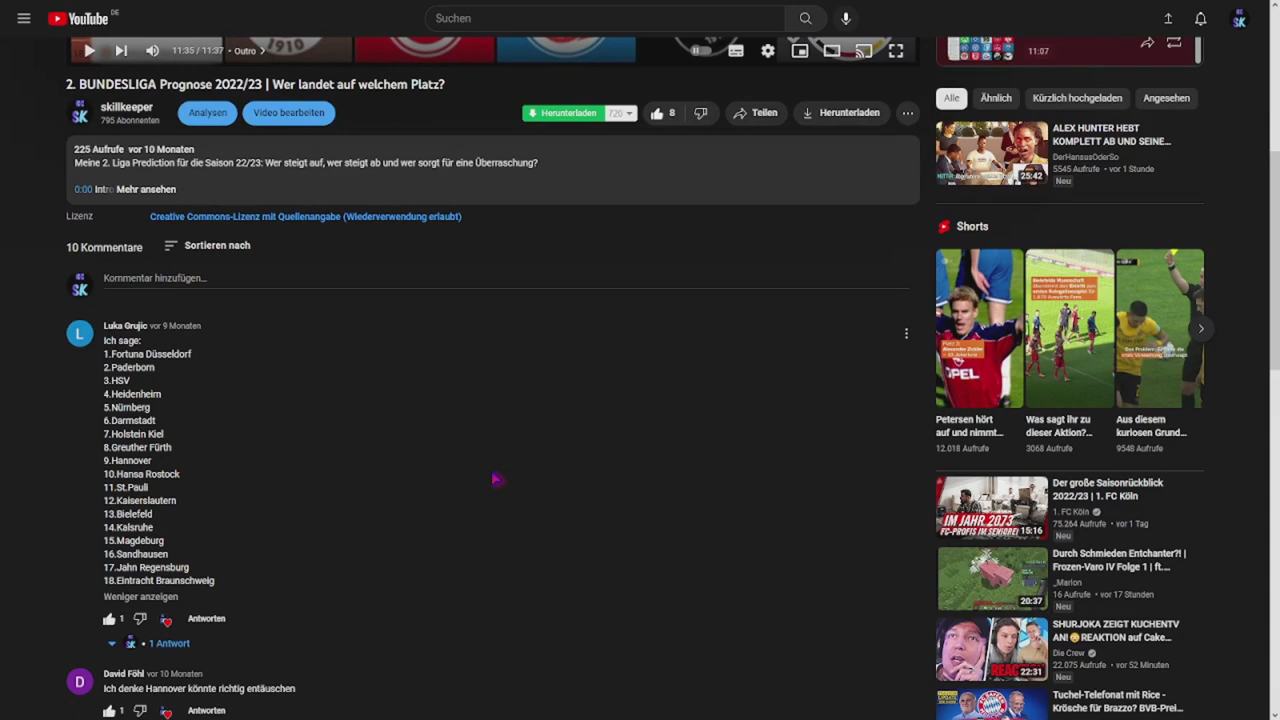 YouTube DE
Suchen
11:35 / 11:37 • Outro
2. BUNDESLIGA Prognose 2022/23 | Wer landet auf welchem Platz?
skillkeeper
795 Abonnenten
Analysen
Video bearbeiten
Herunterladen
720
8
Teilen
Herunterladen
225 Aufrufe vor 10 Monaten
Meine 2. Liga Prediction für die Saison 22/23: Wer steigt auf, wer steigt ab und wer sorgt für eine Überraschung?
0:00 Intro Mehr ansehen
Lizenz
Creative Commons-Lizenz mit Quellenangabe (Wiederverwendung erlaubt)
10 Kommentare
Sortieren nach
Kommentar hinzufügen...
L
Luka Grujic vor 9 Monaten
Ich sage:
1.Fortuna Düsseldorf
2.Paderborn
3.HSV
4.Heidenheim
5.Nürnberg
6.Darmstadt
7.Holstein Kiel
8.Greuther Fürth
9.Hannover
10.Hansa Rostock
11.St.Pauli
12.Kaiserslautern
13.Bielefeld
14.Kalsruhe
15.Magdeburg
16.Sandhausen
17.Jahn Regensburg
18.Eintracht Braunschweig
Weniger anzeigen
1
Antworten
• 1 Antwort
D
David Föhl vor 10 Monaten
Ich denke Hannover könnte richtig entäuschen
1
Antworten
11:07
Alle
Ähnlich
Kürzlich hochgeladen
Angesehen
25:42
ALEX HUNTER HEBT
KOMPLETT AB UND SEINE...
DerHansusOderSo
5545 Aufrufe • vor 1 Stunde
Neu
Shorts
OPEL
Petersen hört
auf und nimmt...
12.018 Aufrufe
Was sagt ihr zu
dieser Aktion?...
3068 Aufrufe
Aus diesem
kuriosen Grund...
9548 Aufrufe
IM JAHR 2073
FC-PROFIS IM SENIORE
15:16
Der große Saisonrückblick
2022/23 | 1. FC Köln
1. FC Köln
75.264 Aufrufe • vor 1 Tag
Neu
20:37
Durch Schmieden Entchanter?! |
Frozen-Varo IV Folge 1 | ft....
_Marlon
16 Aufrufe • vor 17 Stunden
Neu
REAC
22:31
SHURJOKA ZEIGT KUCHENTV
AN!😳REAKTION auf Cake...
Die Crew
22.075 Aufrufe • vor 52 Minuten
Neu
Tuchel-Telefonat mit Rice -
Krösche für Brazzo? BVB-Prei...